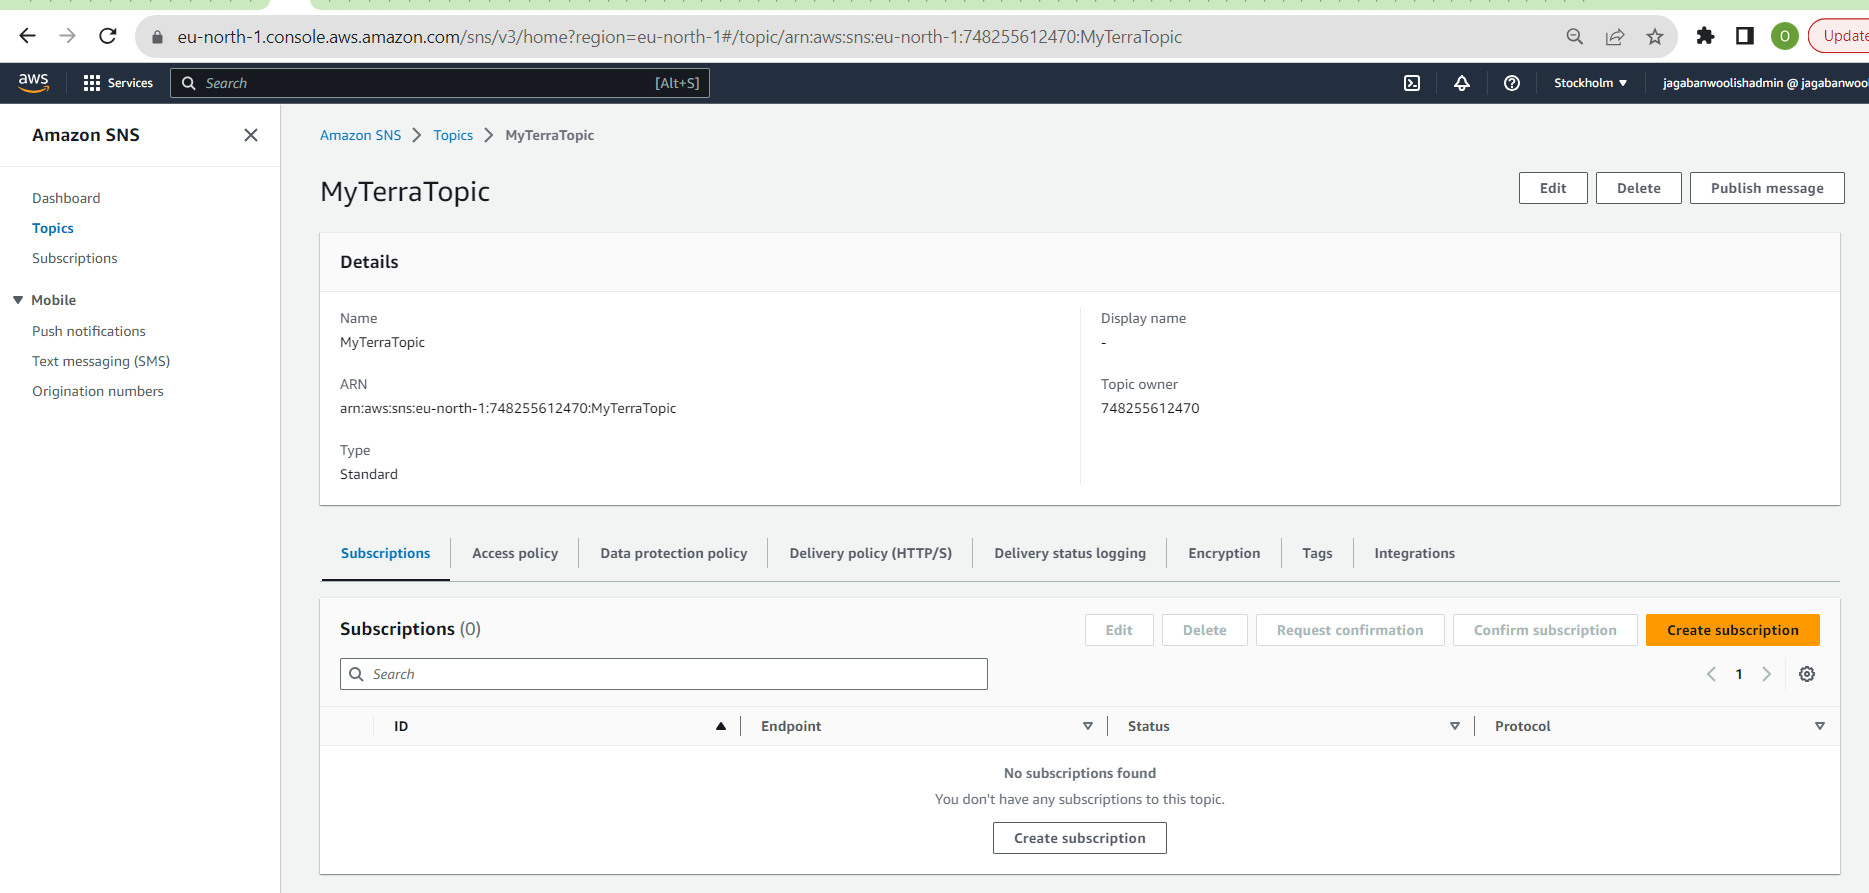 eu-north-1.console.aws.amazon.com/sns/v3/home?region=eu-north-1#/topic/arn:aws:sns:eu-north-1:748255612470:MyTerraTopic
O
Update
aws
Services
Search
[Alt+S]
Stockholm
jagabanwoolishadmin @ jagabanwool
Amazon SNS
Dashboard
Topics
Subscriptions
Mobile
Push notifications
Text messaging (SMS)
Origination numbers
Amazon SNS
Topics
MyTerraTopic
MyTerraTopic
Edit
Delete
Publish message
Details
Name
MyTerraTopic
ARN
arn:aws:sns:eu-north-1:748255612470:MyTerraTopic
Type
Standard
Display name
-
Topic owner
748255612470
Subscriptions
Access policy
Data protection policy
Delivery policy (HTTP/S)
Delivery status logging
Encryption
Tags
Integrations
Subscriptions (0)
Edit
Delete
Request confirmation
Confirm subscription
Create subscription
Search
1
ID
Endpoint
Status
Protocol
No subscriptions found
You don't have any subscriptions to this topic.
Create subscription